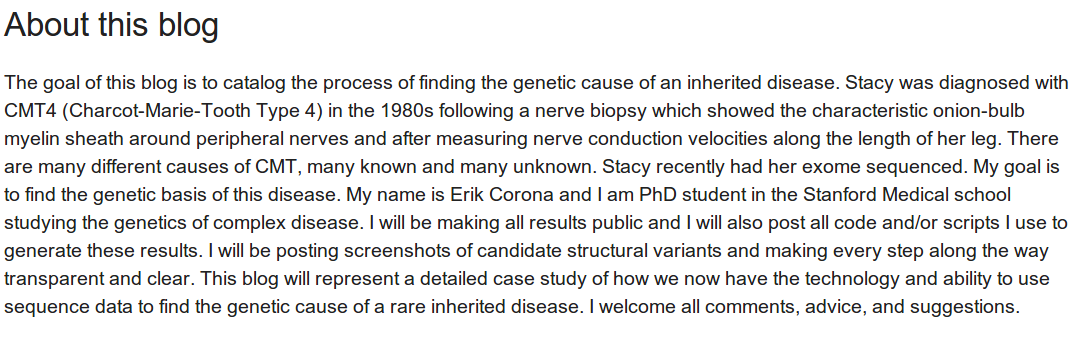 About this blog
The goal of this blog is to catalog the process of finding the genetic cause of an inherited disease. Stacy was diagnosed with
CMT4 (Charcot-Marie-Tooth Type 4) in the 1980s following a nerve biopsy which showed the characteristic onion-bulb
myelin sheath around peripheral nerves and after measuring nerve conduction velocities along the length of her leg. There
are many different causes of CMT, many known and many unknown. Stacy recently had her exome sequenced. My goal is
to find the genetic basis of this disease. My name is Erik Corona and I am PhD student in the Stanford Medical school
studying the genetics of complex disease. I will be making all results public and I will also post all code and/or scripts I use to
generate these results. I will be posting screenshots of candidate structural variants and making every step along the way
transparent and clear. This blog will represent a detailed case study of how we now have the technology and ability to use
sequence data to find the genetic cause of a rare inherited disease. I welcome all comments, advice, and suggestions.